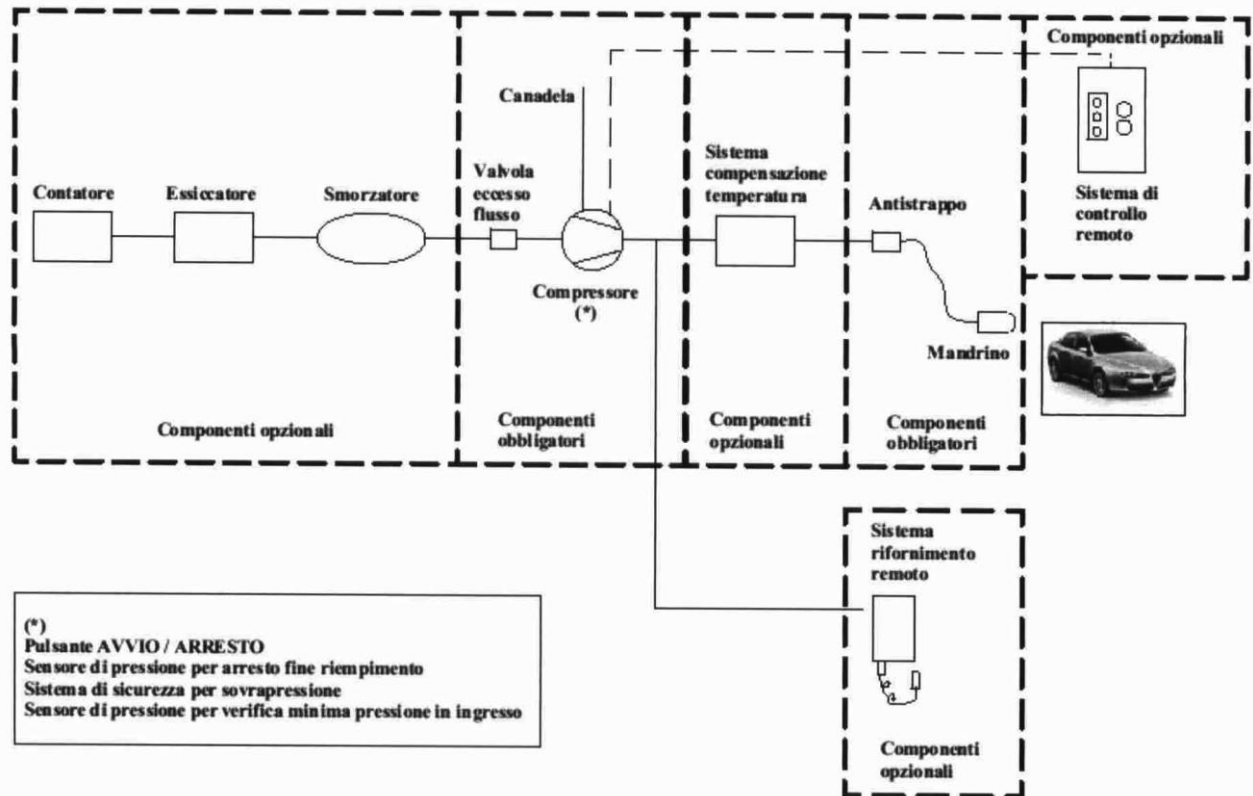 Componenti opzionali
Canadela
Contatore
Essiccatore
Smorzatore
Valvola
eccesso
flusso
Compressore
(*)
Sistema
compensazione
temperatura
Antistrappo
Mandrino
Sistema di
controllo
remoto
Componenti opzionali
Componenti
obbligatori
Componenti
opzionali
Componenti
obbligatori
Sistema
rifornimento
remoto
Componenti
opzionali
(*)
Pulsante AVVIO / ARRESTO
Sensore di pressione per arresto fine riempimento
Sistema di sicurezza per sovrapressione
Sensore di pressione per verifica minima pressione in ingresso